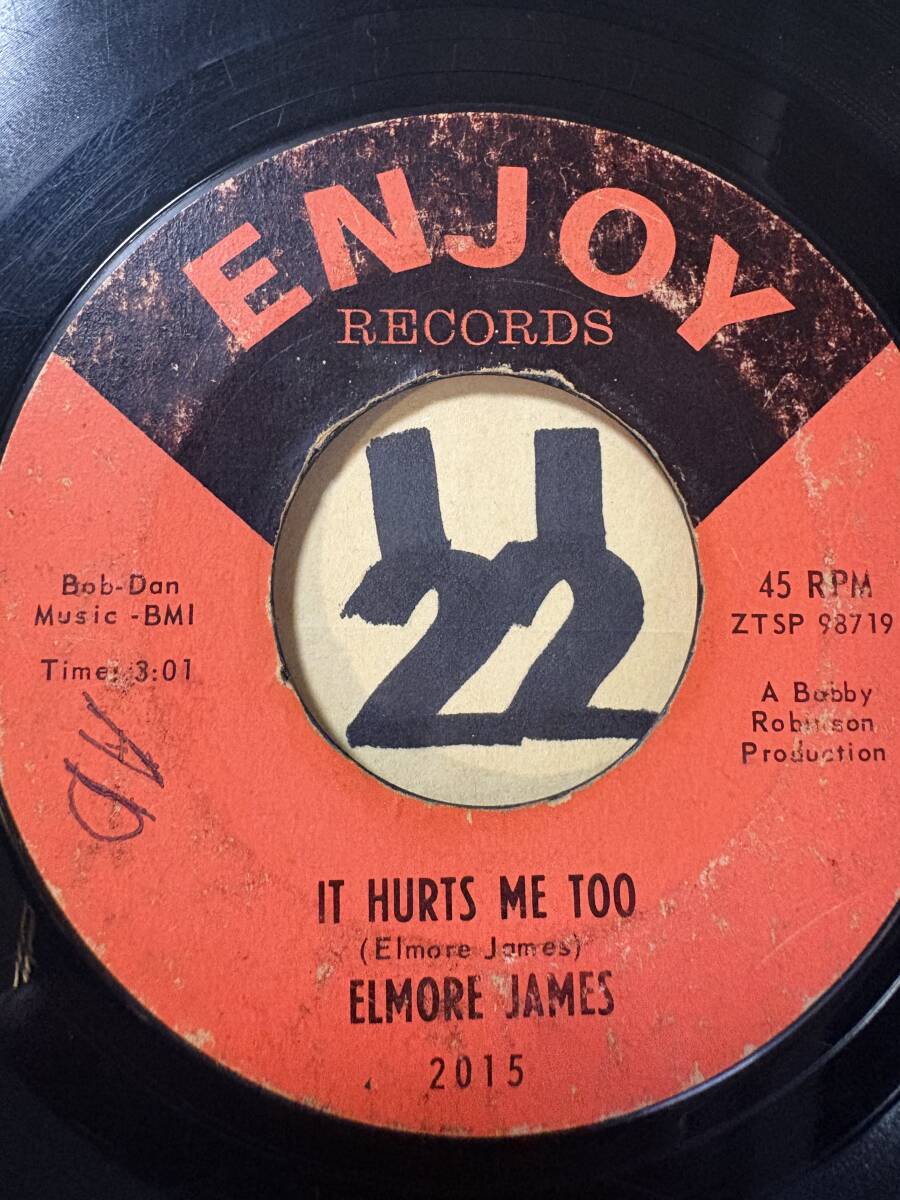 ENJOY
RECORDS
Bob-Dan
Music -BMI
Time: 3:01
45 RPM
ZTSP 98719
A Bobby
Robinson
Production
22
IT HURTS ME TOO
(Elmore James)
ELMORE JAMES
2015